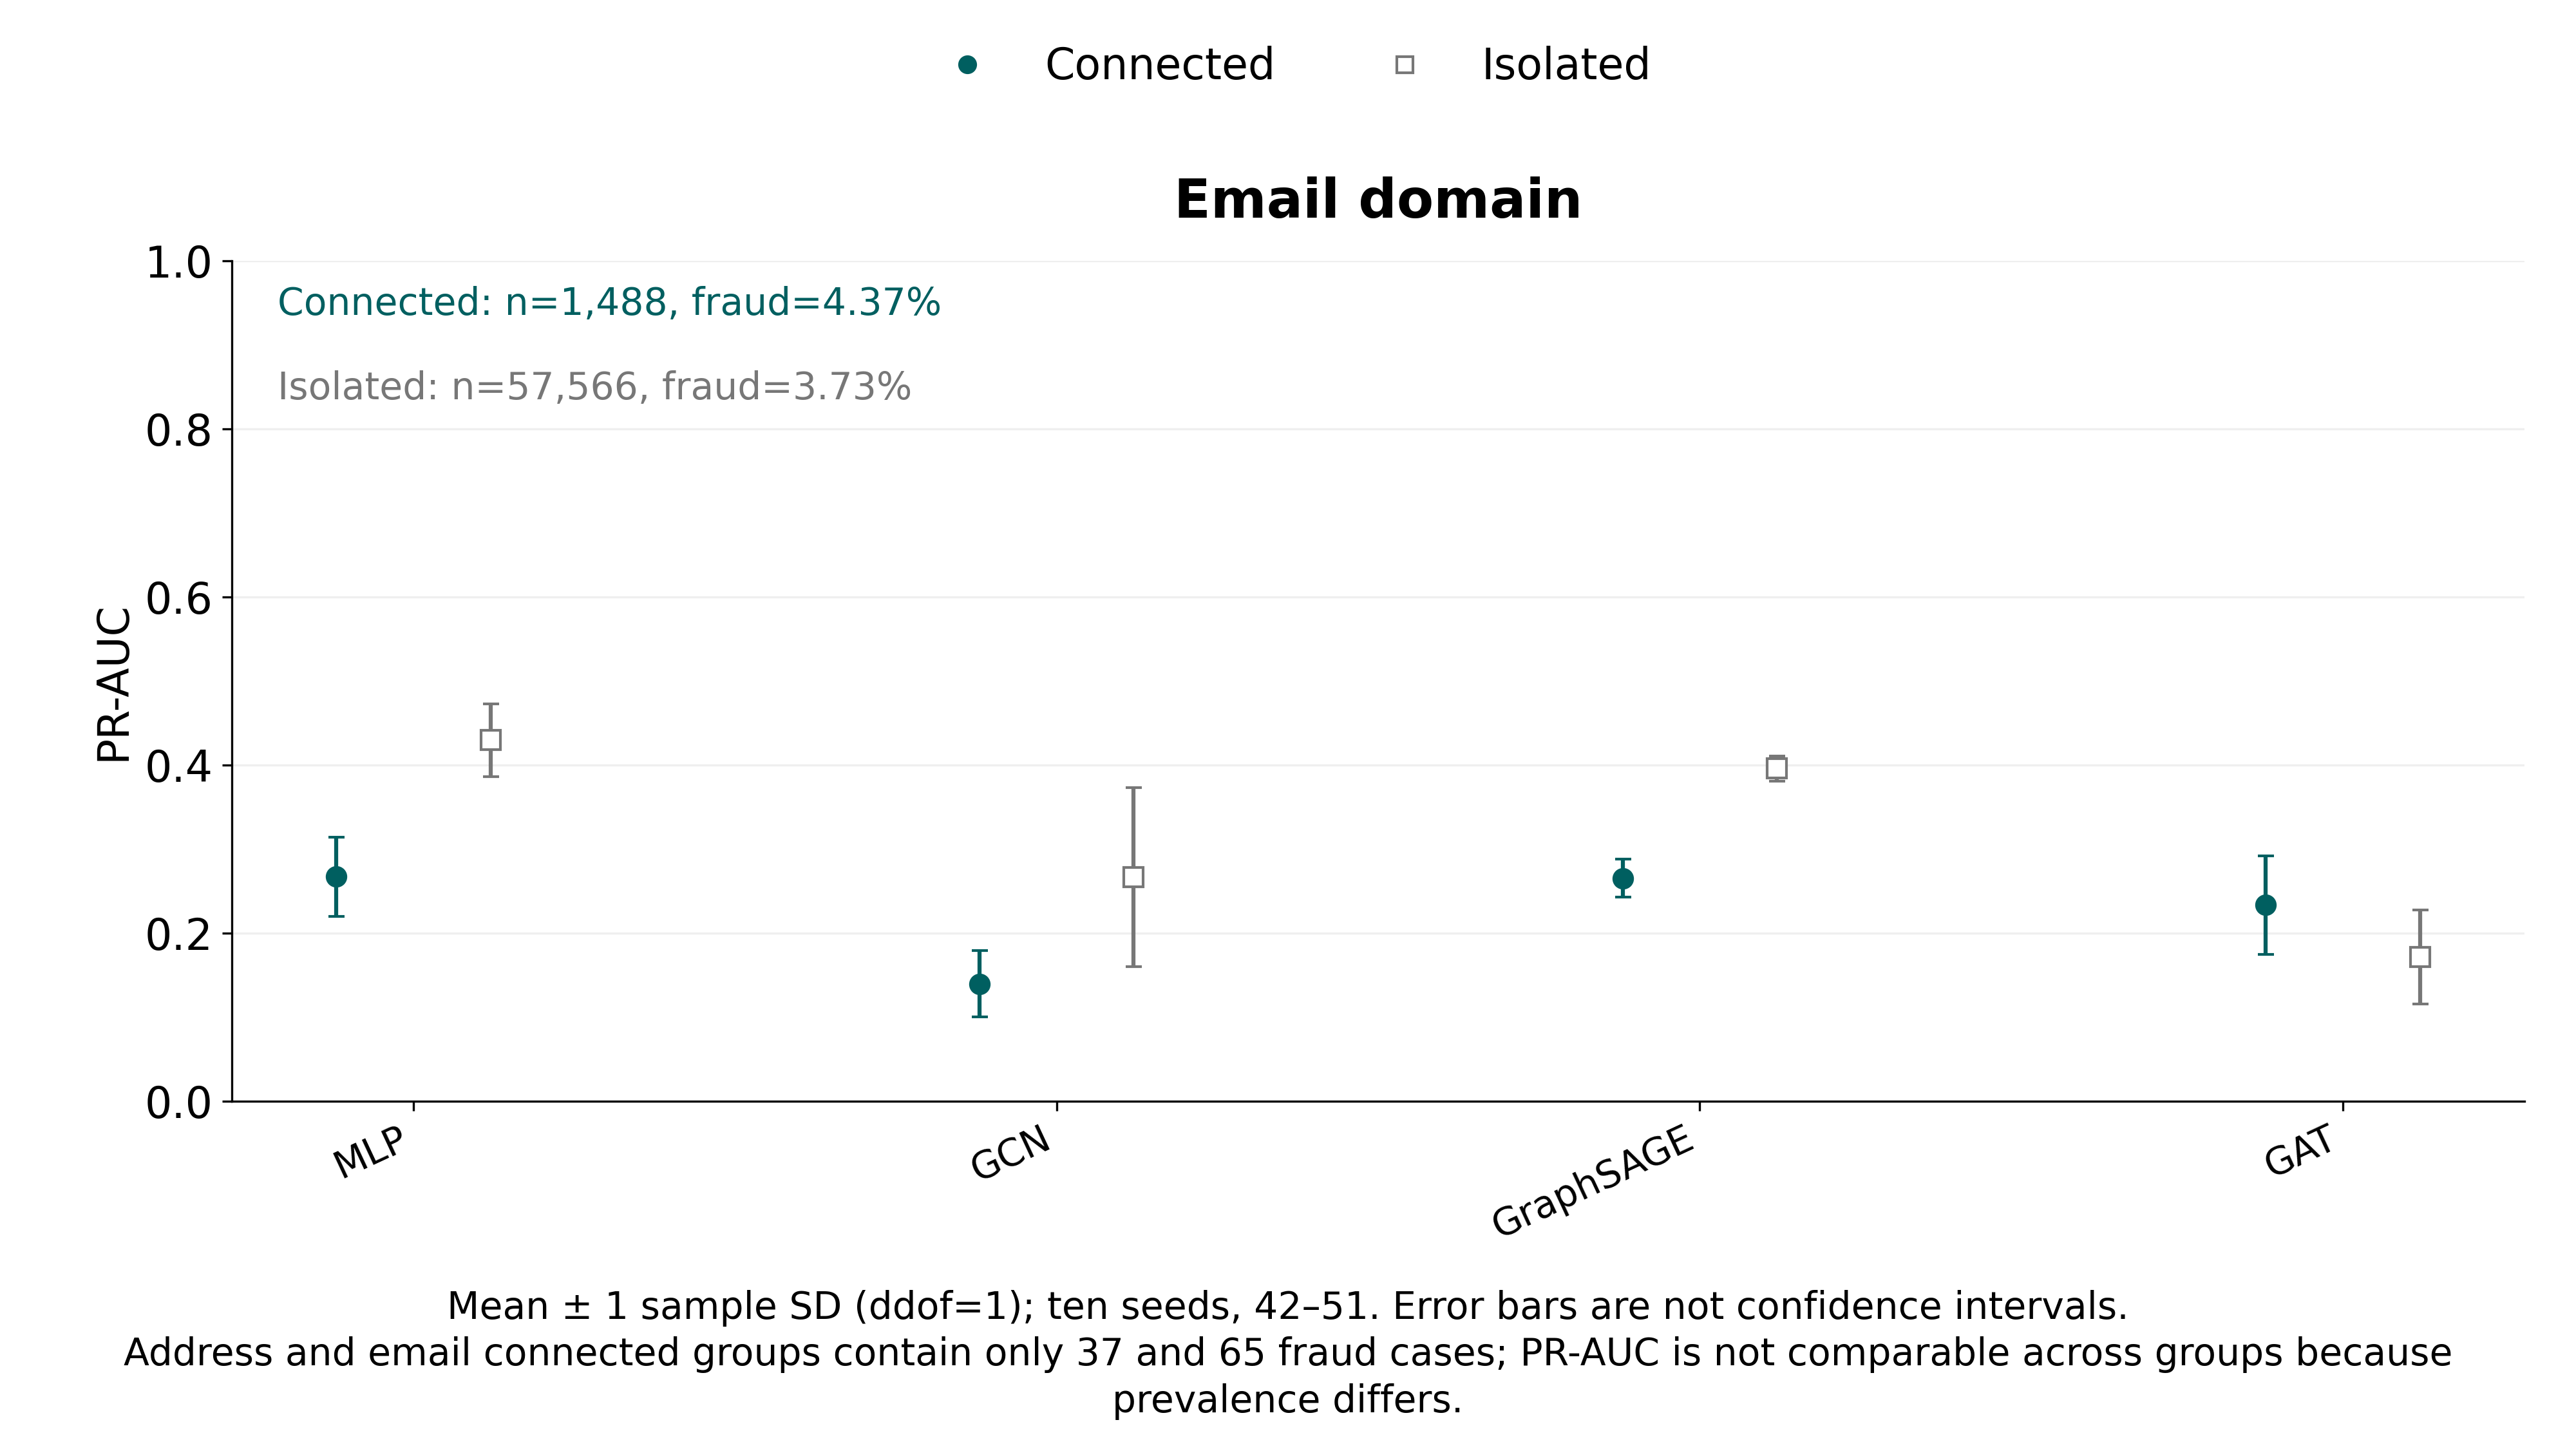 Connected Isolated
Email domain
1.0
Connected: n=1,488, fraud=4.37%
Isolated: n=57,566, fraud=3.73%
0.8
0.6
PR-AUC
0.4
0.2
0.0
MLP GCN GraphSAGE GAT
Mean ± 1 sample SD (ddof=1); ten seeds, 42–51. Error bars are not confidence intervals.
Address and email connected groups contain only 37 and 65 fraud cases; PR-AUC is not comparable across groups because
prevalence differs.